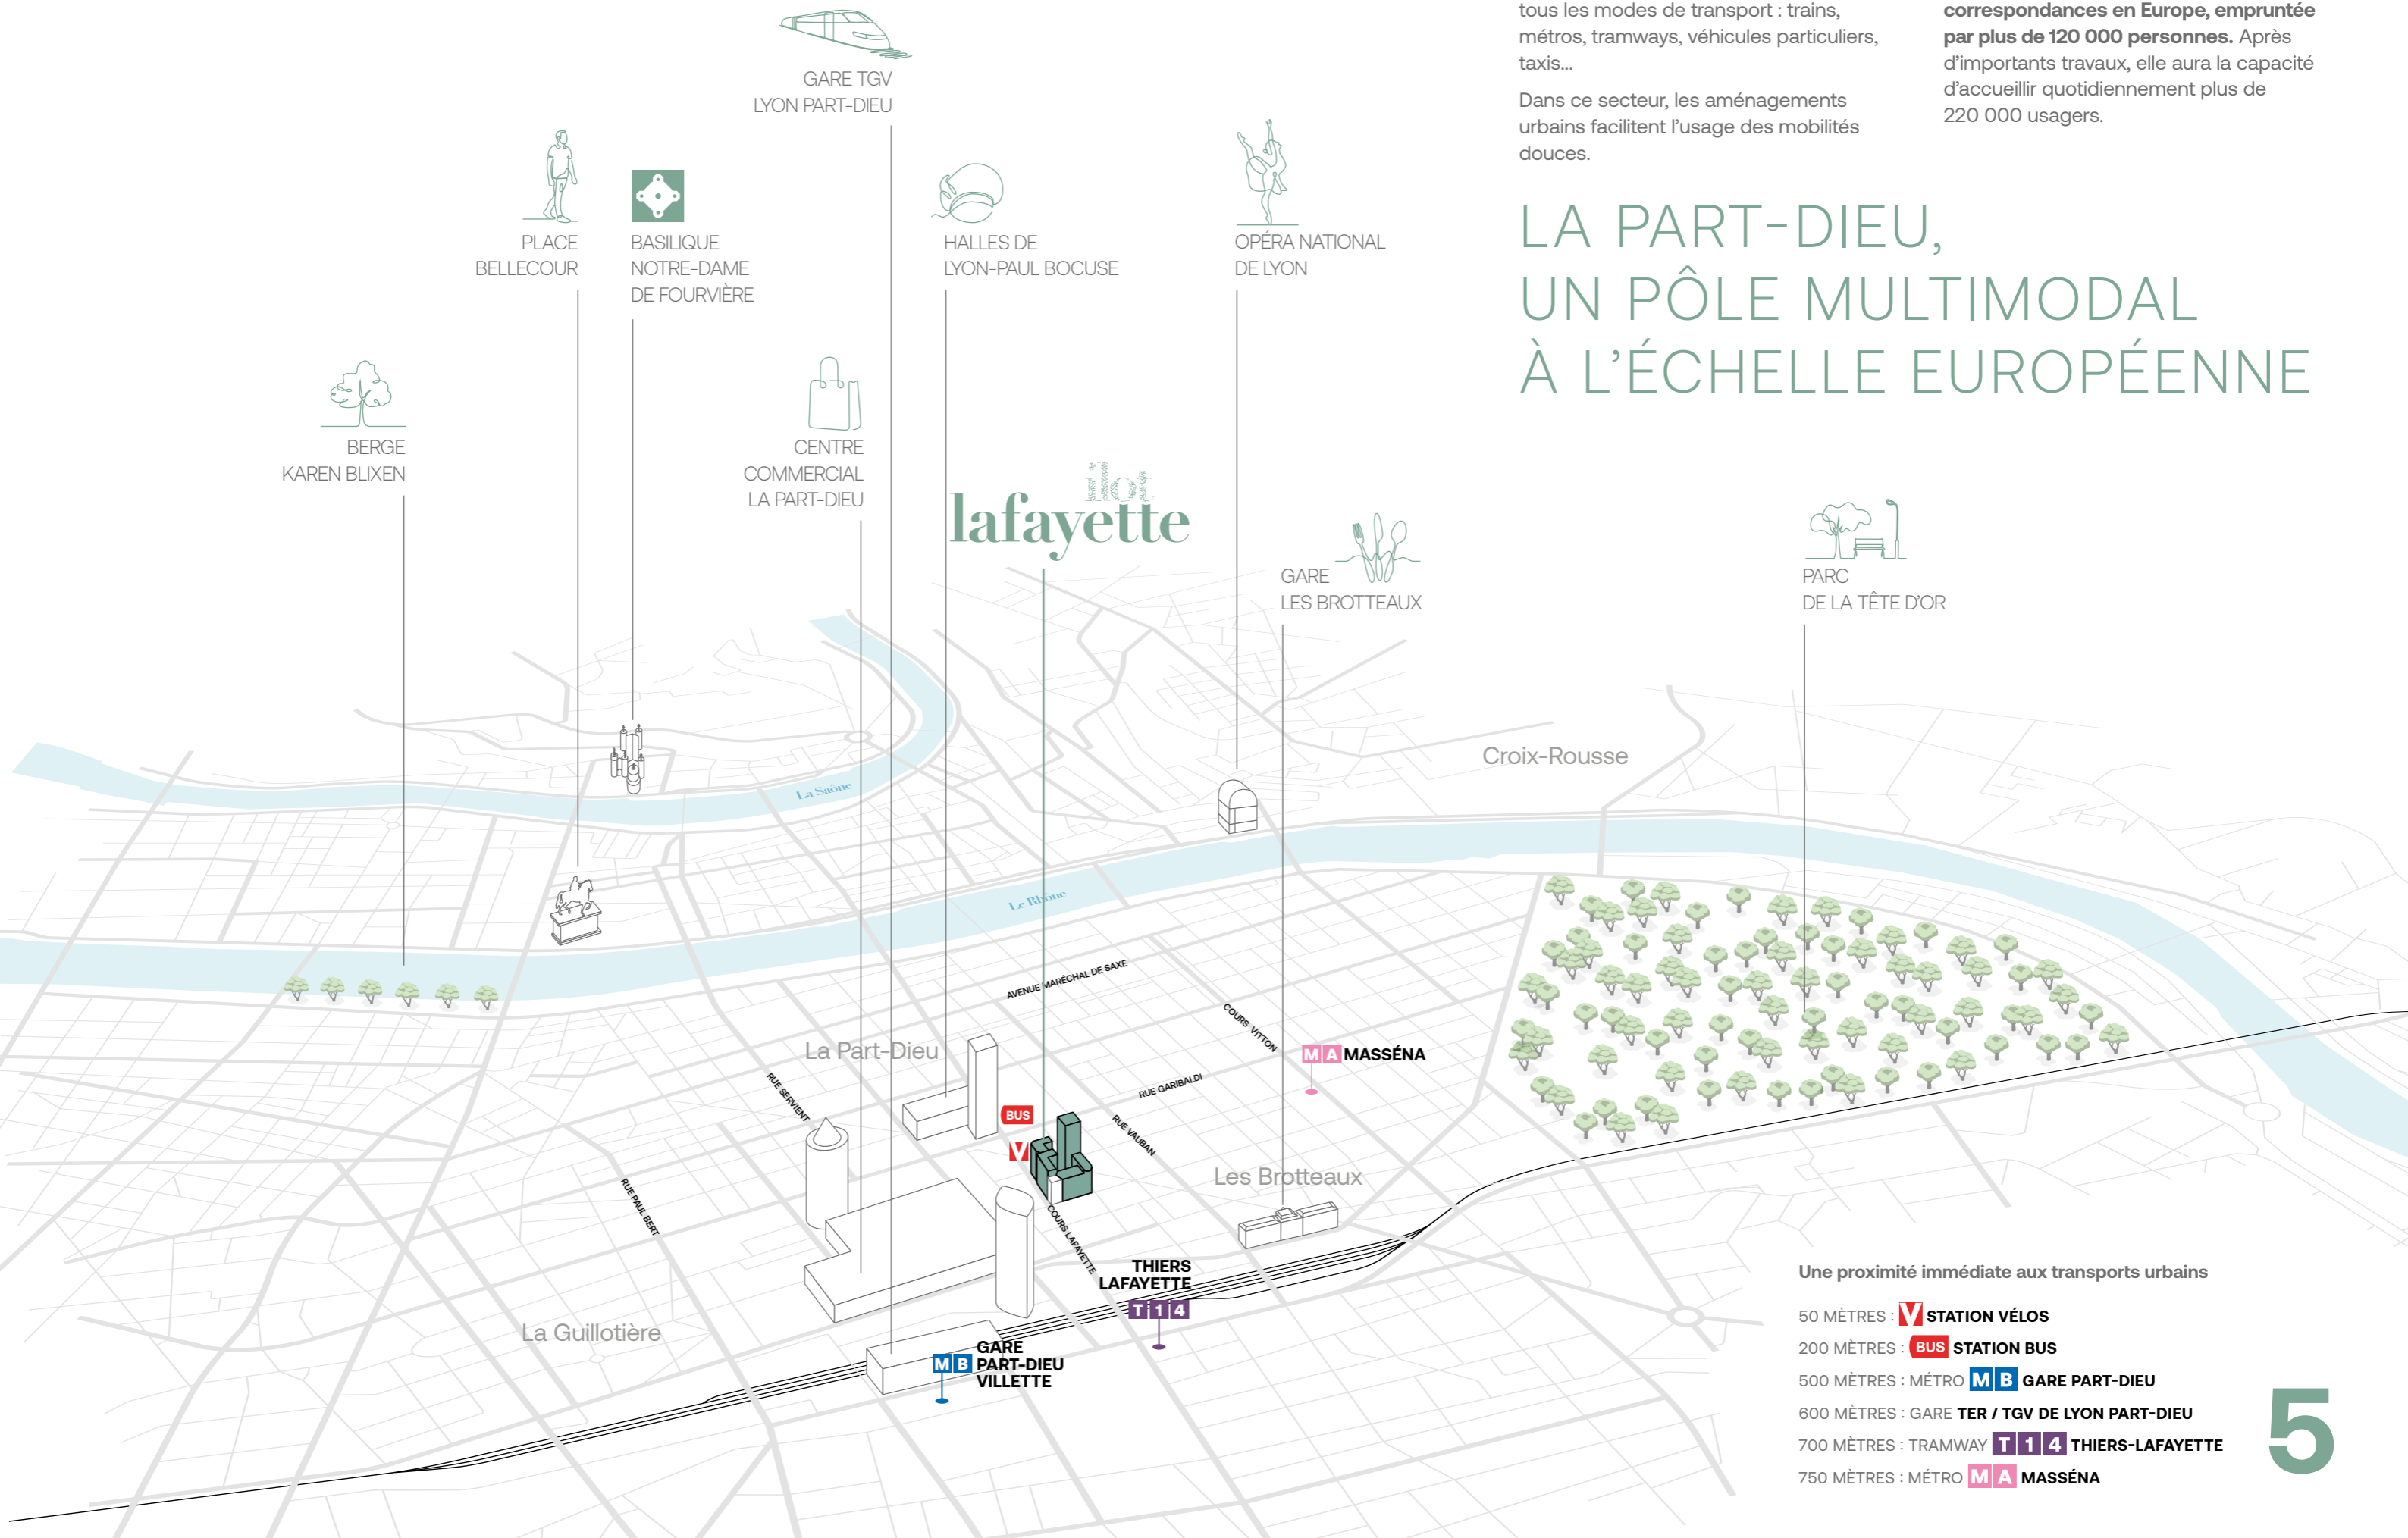 tous les modes de transport : trains,
métros, tramways, véhicules particuliers,
taxis...
Dans ce secteur, les aménagements
urbains facilitent l’usage des mobilités
douces.
correspondances en Europe, empruntée
par plus de 120 000 personnes. Après
d’importants travaux, elle aura la capacité
d’accueillir quotidiennement plus de
220 000 usagers.
LA PART-DIEU,
UN PÔLE MULTIMODAL
À L’ÉCHELLE EUROPÉENNE
GARE TGV
LYON PART-DIEU
PLACE
BELLECOUR
BASILIQUE
NOTRE-DAME
DE FOURVIÈRE
HALLES DE
LYON-PAUL BOCUSE
OPÉRA NATIONAL
DE LYON
BERGE
KAREN BLIXEN
CENTRE
COMMERCIAL
LA PART-DIEU
îlot
lafayette
GARE
LES BROTTEAUX
PARC
DE LA TÊTE D’OR
Croix-Rousse
La Saône
Le Rhône
AVENUE MARÉCHAL DE SAXE
COURS VITTON
La Part-Dieu
M A MASSÉNA
RUE SERVIENT
RUE GARIBALDI
BUS
V
RUE VAUBAN
Les Brotteaux
RUE PAUL BERT
COURS LAFAYETTE
THIERS
LAFAYETTE
T 1 4
La Guillotière
M B GARE
PART-DIEU
VILLETTE
Une proximité immédiate aux transports urbains
50 MÈTRES : V STATION VÉLOS
200 MÈTRES : BUS STATION BUS
500 MÈTRES : MÉTRO M B GARE PART-DIEU
600 MÈTRES : GARE TER / TGV DE LYON PART-DIEU
700 MÈTRES : TRAMWAY T 1 4 THIERS-LAFAYETTE
750 MÈTRES : MÉTRO M A MASSÉNA
5